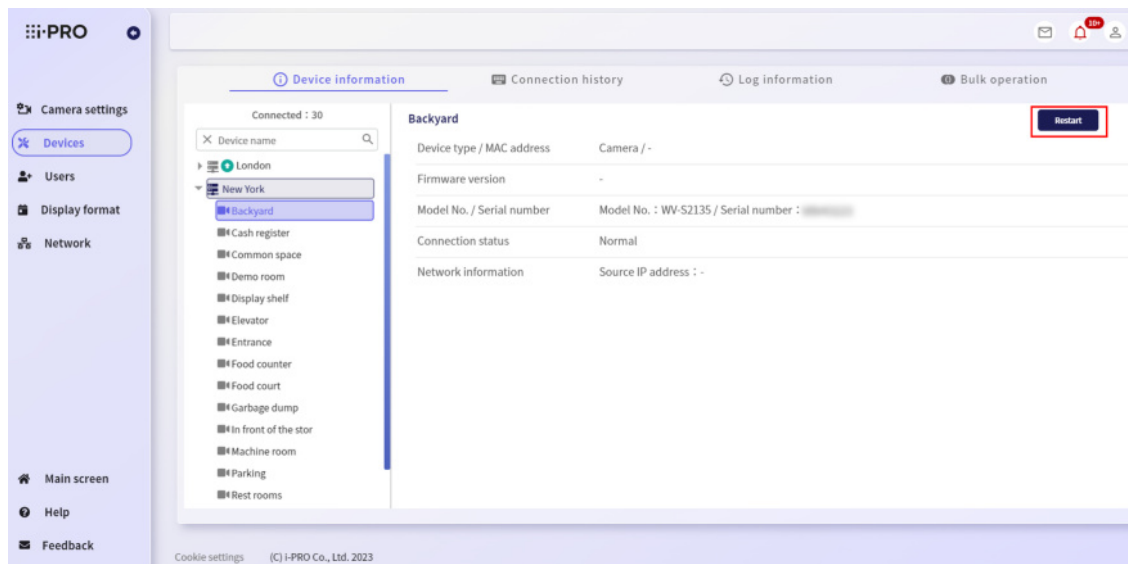 i-PRO
10+
Camera settings
Devices
Users
Display format
Network
Main screen
Help
Feedback
Device information
Connection history
Log information
Bulk operation
Connected : 30
Device name
London
New York
Backyard
Cash register
Common space
Demo room
Display shelf
Elevator
Entrance
Food counter
Food court
Garbage dump
In front of the stor
Machine room
Parking
Rest rooms
Backyard
Restart
Device type / MAC address Camera / -
Firmware version -
Model No. / Serial number Model No. : WV-S2135 / Serial number :
Connection status Normal
Network information Source IP address : -
Cookie settings (C) i-PRO Co., Ltd. 2023